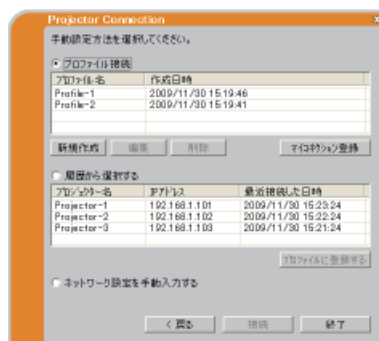 Projector Connection
手動設定方法を選択してください。
プロファイル接続
プロファイル名 作成日時
Profile-1 2009/11/30 15:19:46
Profile-2 2009/11/30 15:19:41
新規作成 編集 削除 マイコネクション登録
履歴から選択する
プロジェクター名 IPアドレス 最近接続した日時
Projector-1 192.168.1.101 2009/11/30 15:23:24
Projector-2 192.168.1.102 2009/11/30 15:22:24
Projector-3 192.168.1.103 2009/11/30 15:21:24
プロファイルに登録する
ネットワーク設定を手動入力する
< 戻る 接続 終了